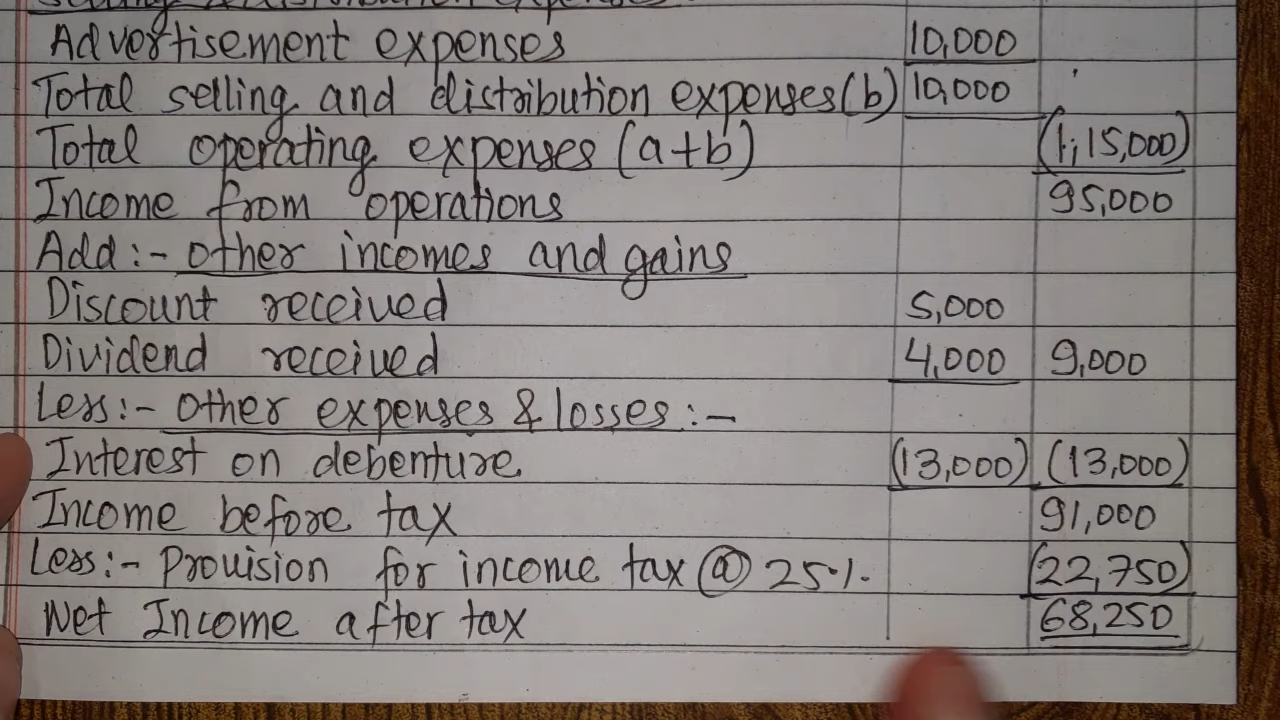 Advertisement expenses 10,000
Total selling and distribution expenses (b) 10,000
Total operating expenses (a+b) (1,15,000)
Income from operations 95,000
Add :- Other incomes and gains
Discount received 5,000
Dividend received 4,000 9,000
Less :- Other expenses & losses :-
Interest on debenture (13,000) (13,000)
Income before tax 91,000
Less :- Provision for income tax @ 25% (22,750)
Net Income after tax 68,250